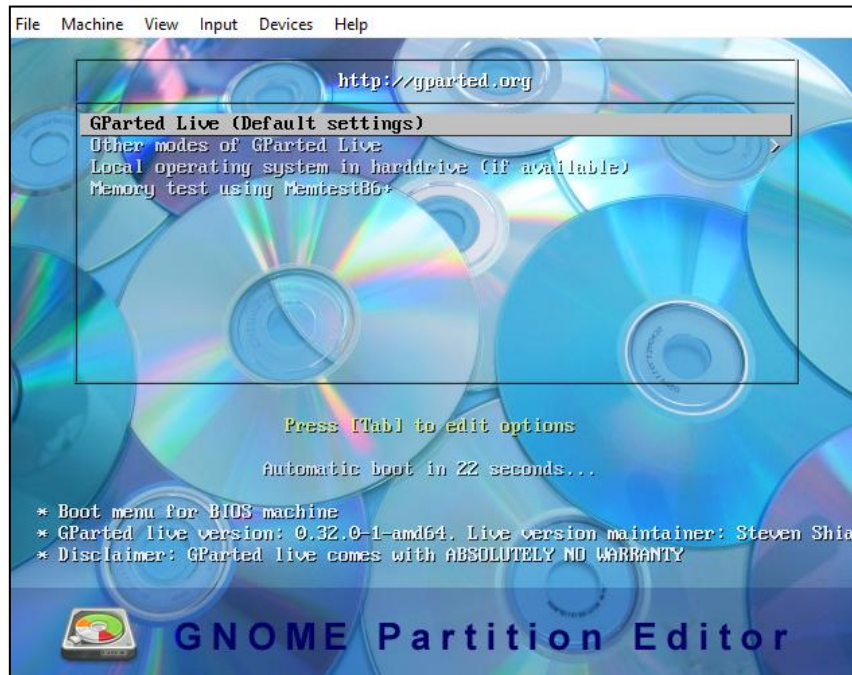 File Machine View Input Devices Help
http://gparted.org
GParted Live (Default settings)
Other modes of GParted Live >
Local operating system in harddrive (if available)
Memory test using Memtest86+
Press [Tab] to edit options
Automatic boot in 22 seconds...
* Boot menu for BIOS machine
* GParted live version: 0.32.0-1-amd64. Live version maintainer: Steven Shia
* Disclaimer: GParted live comes with ABSOLUTELY NO WARRANTY
GNOME Partition Editor